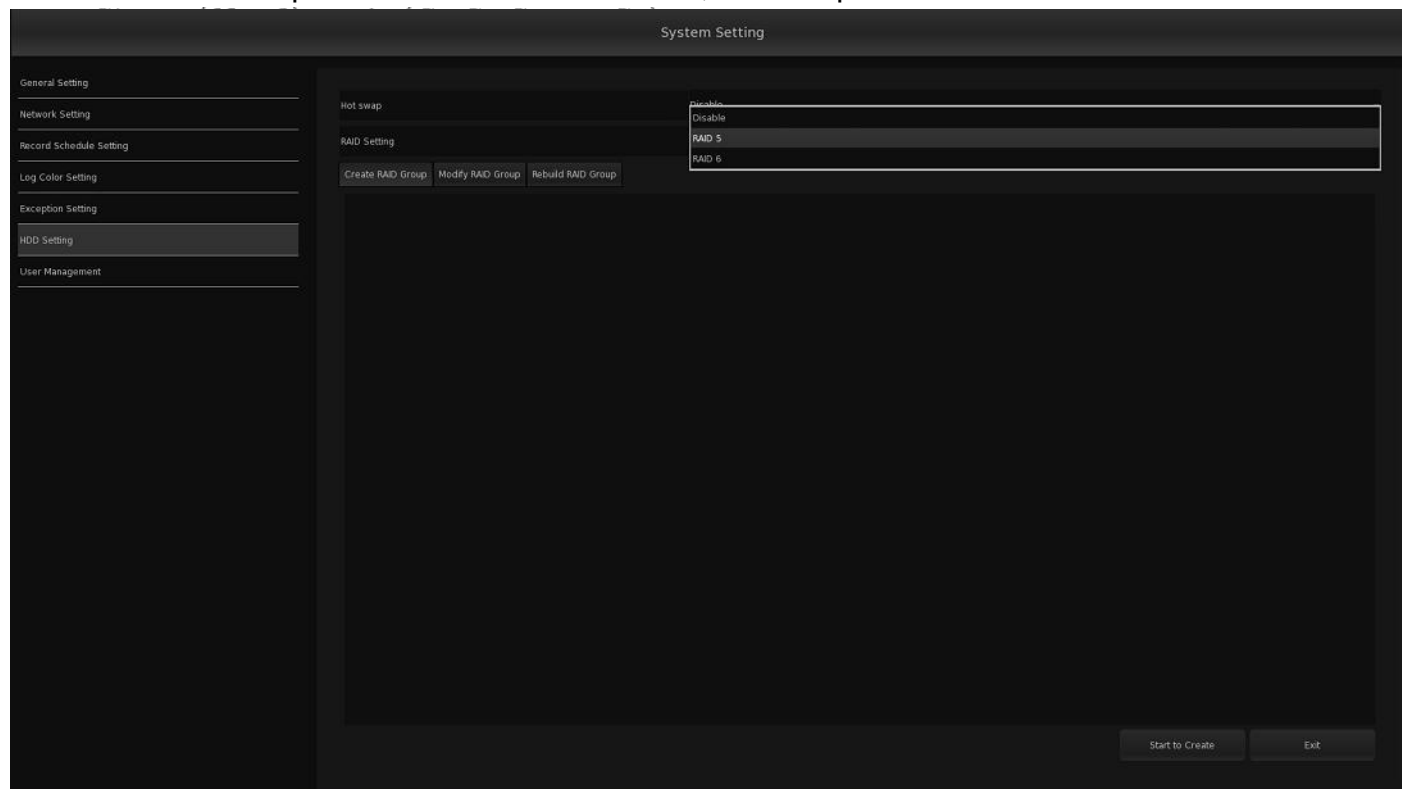 System Setting
General Setting
Network Setting
Record Schedule Setting
Log Color Setting
Exception Setting
HDD Setting
User Management
Hot swap
Disable
RAID Setting
Disable
RAID 5
RAID 6
Create RAID Group Modify RAID Group Rebuild RAID Group
Start to Create Exit